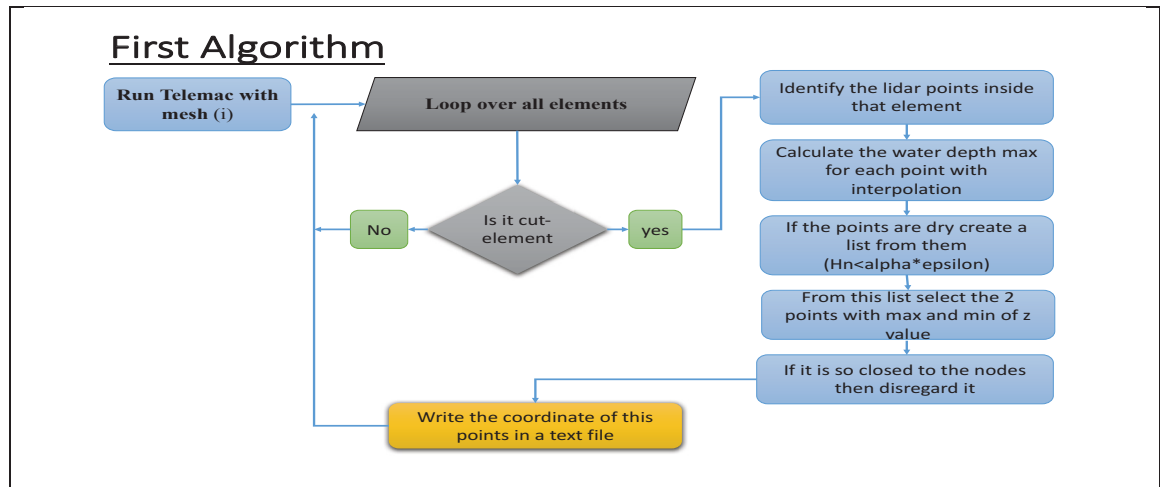 First Algorithm
Run Telemac with
mesh (i)
Loop over all elements
Is it cut-
element
No
yes
Identify the lidar points inside
that element
Calculate the water depth max
for each point with
interpolation
If the points are dry create a
list from them
(Hn<alpha*epsilon)
From this list select the 2
points with max and min of z
value
If it is so closed to the nodes
then disregard it
Write the coordinate of this
points in a text file